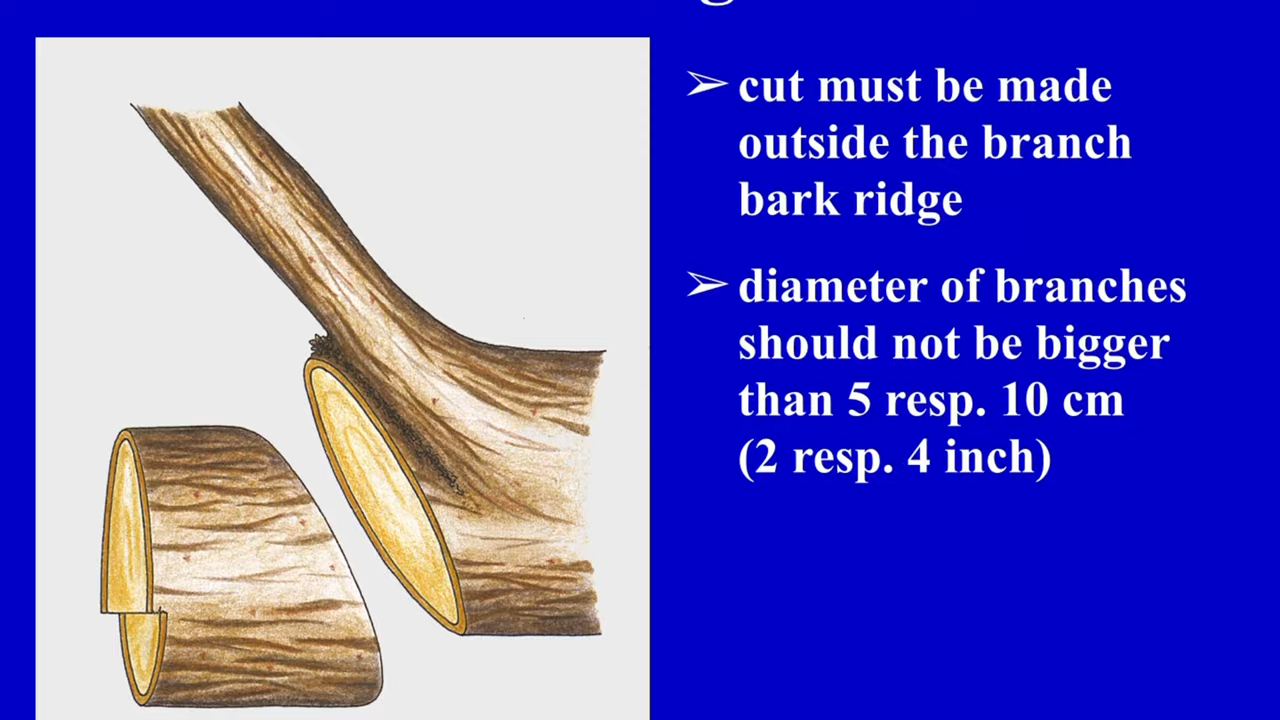 ➢ cut must be made
outside the branch
bark ridge
➢ diameter of branches
should not be bigger
than 5 resp. 10 cm
(2 resp. 4 inch)